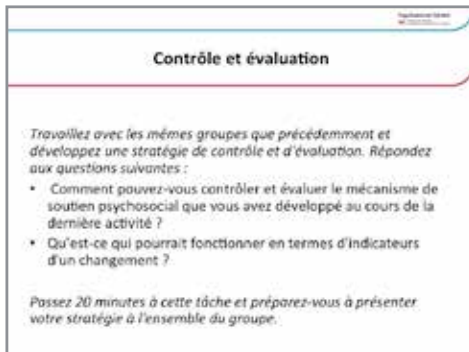 Contrôle et évaluation
Travaillez avec les mêmes groupes que précédemment et
développez une stratégie de contrôle et d'évaluation. Répondez
aux questions suivantes :
• Comment pouvez-vous contrôler et évaluer le mécanisme de
soutien psychosocial que vous avez développé au cours de la
dernière activité ?
• Qu'est-ce qui pourrait fonctionner en termes d'indicateurs
d'un changement ?
Passez 20 minutes à cette tâche et préparez-vous à présenter
votre stratégie à l'ensemble du groupe.